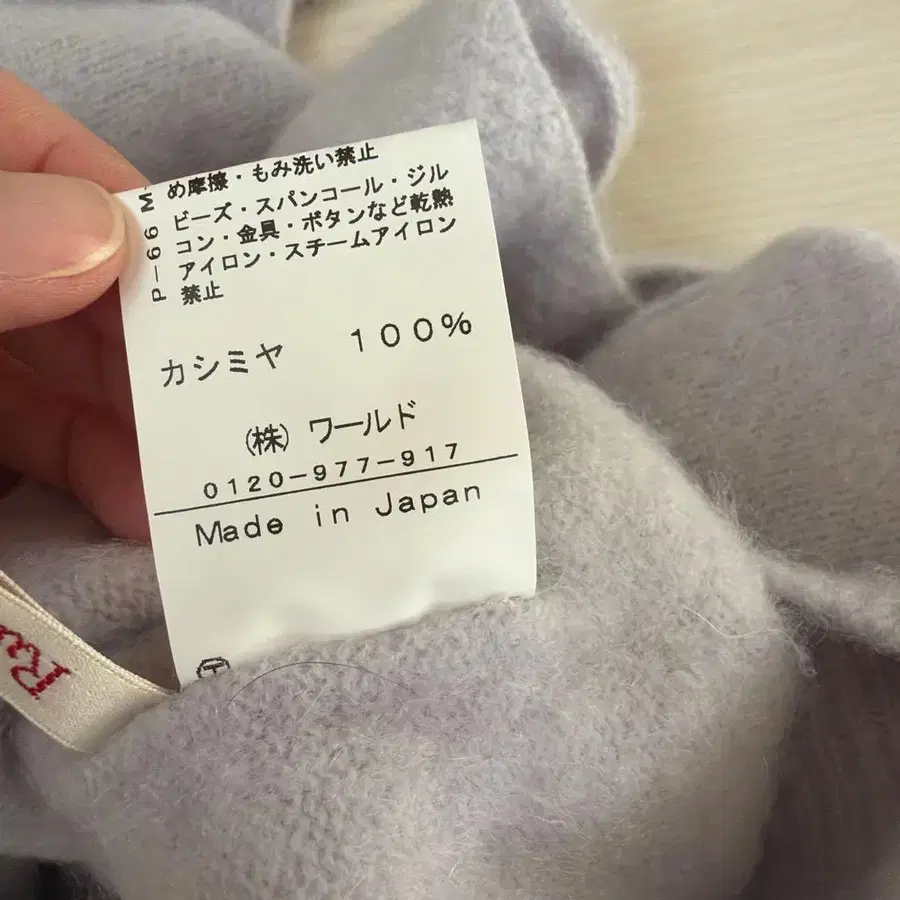 め摩擦・もみ洗い禁止
ビーズ・スパンコール・ジル
コン・金具・ボタンなど乾熱
アイロン・スチームアイロン
禁止
P-66 M
カシミヤ 100%
(株) ワールド
0120-977-917
Made in Japan
Ru